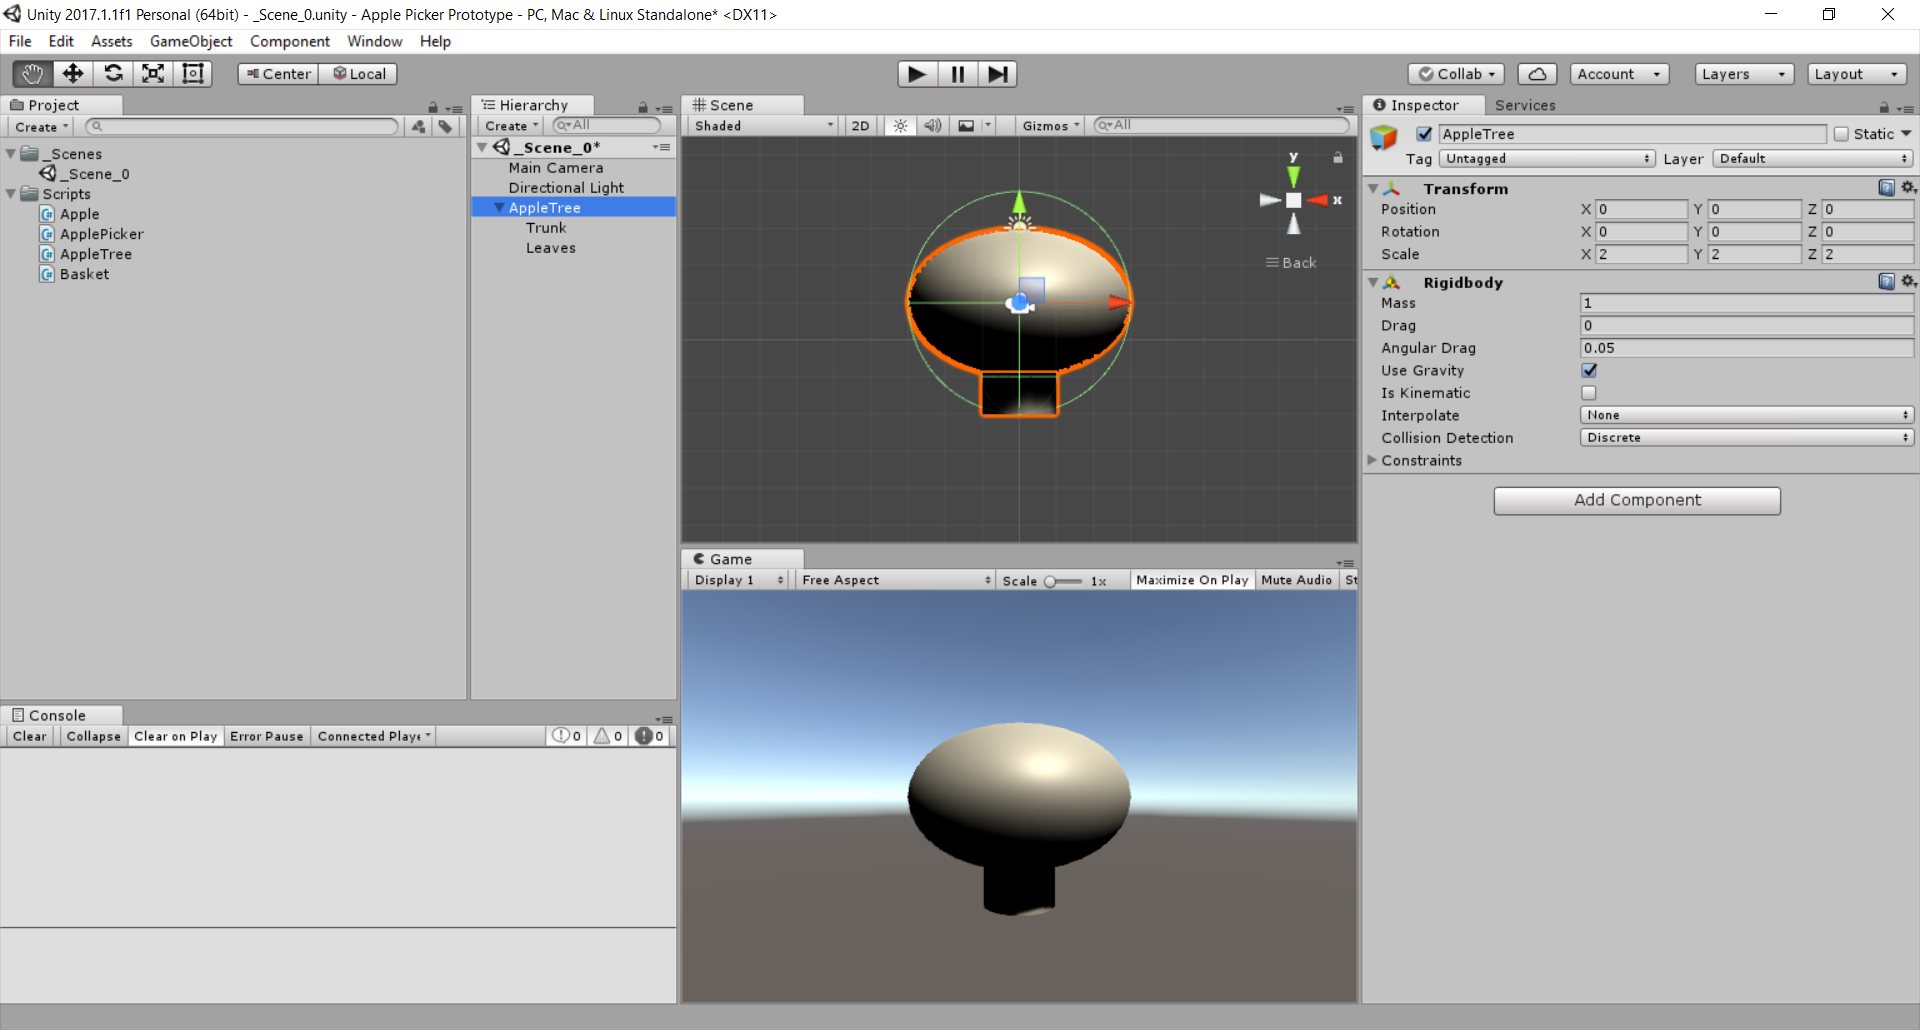 Unity 2017.1.1f1 Personal (64bit) - _Scene_0.unity - Apple Picker Prototype - PC, Mac & Linux Standalone* <DX11>
File Edit Assets GameObject Component Window Help
Center Local
Collab Account Layers Layout
Project
Create
_Scenes
_Scene_0
Scripts
Apple
ApplePicker
AppleTree
Basket
Hierarchy
Create All
_Scene_0*
Main Camera
Directional Light
AppleTree
Trunk
Leaves
Scene
Shaded 2D Gizmos All
y
x
Back
Game
Display 1 Free Aspect Scale 1x Maximize On Play Mute Audio St
Console
Clear Collapse Clear on Play Error Pause Connected Playe 0 0 0
Inspector Services
AppleTree Static
Tag Untagged Layer Default
Transform
Position X 0 Y 0 Z 0
Rotation X 0 Y 0 Z 0
Scale X 2 Y 2 Z 2
Rigidbody
Mass 1
Drag 0
Angular Drag 0.05
Use Gravity
Is Kinematic
Interpolate None
Collision Detection Discrete
Constraints
Add Component